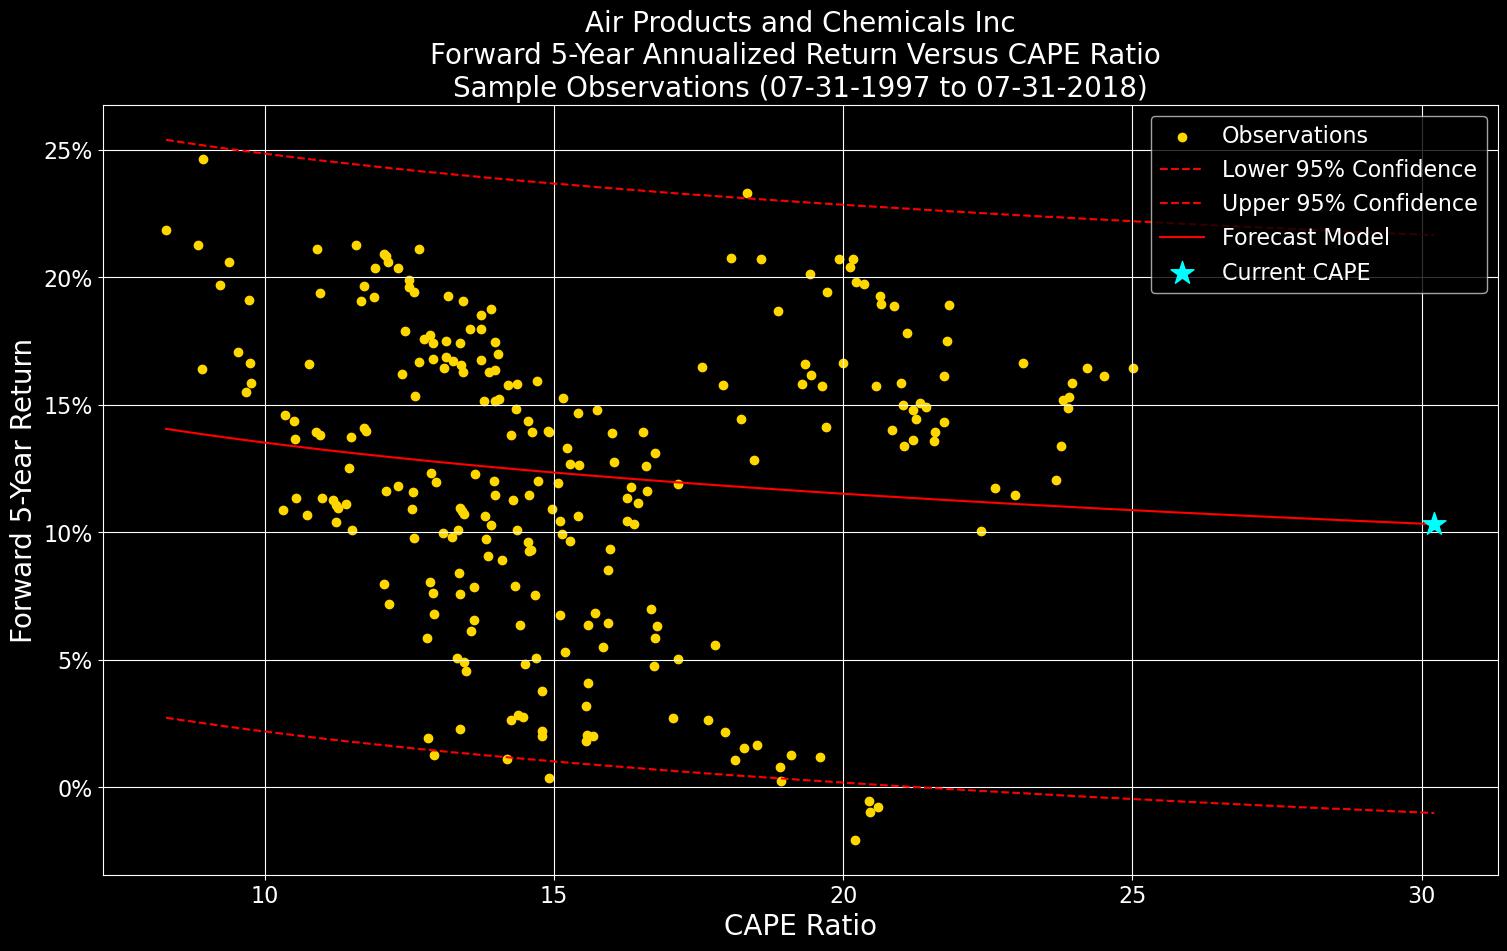 Air Products and Chemicals Inc
Forward 5-Year Annualized Return Versus CAPE Ratio
Sample Observations (07-31-1997 to 07-31-2018)
Observations
Lower 95% Confidence
Upper 95% Confidence
Forecast Model
Current CAPE
Forward 5-Year Return
25%
20%
15%
10%
5%
0%
10 15 20 25 30
CAPE Ratio